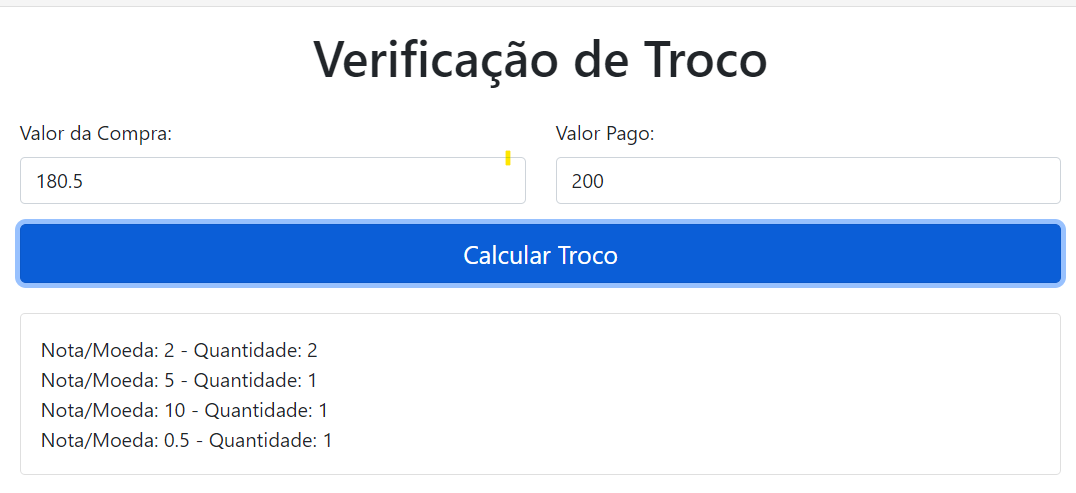 Verificação de Troco
Valor da Compra:
Valor Pago:
180.5
200
Calcular Troco
Nota/Moeda: 2 - Quantidade: 2
Nota/Moeda: 5 - Quantidade: 1
Nota/Moeda: 10 - Quantidade: 1
Nota/Moeda: 0.5 - Quantidade: 1